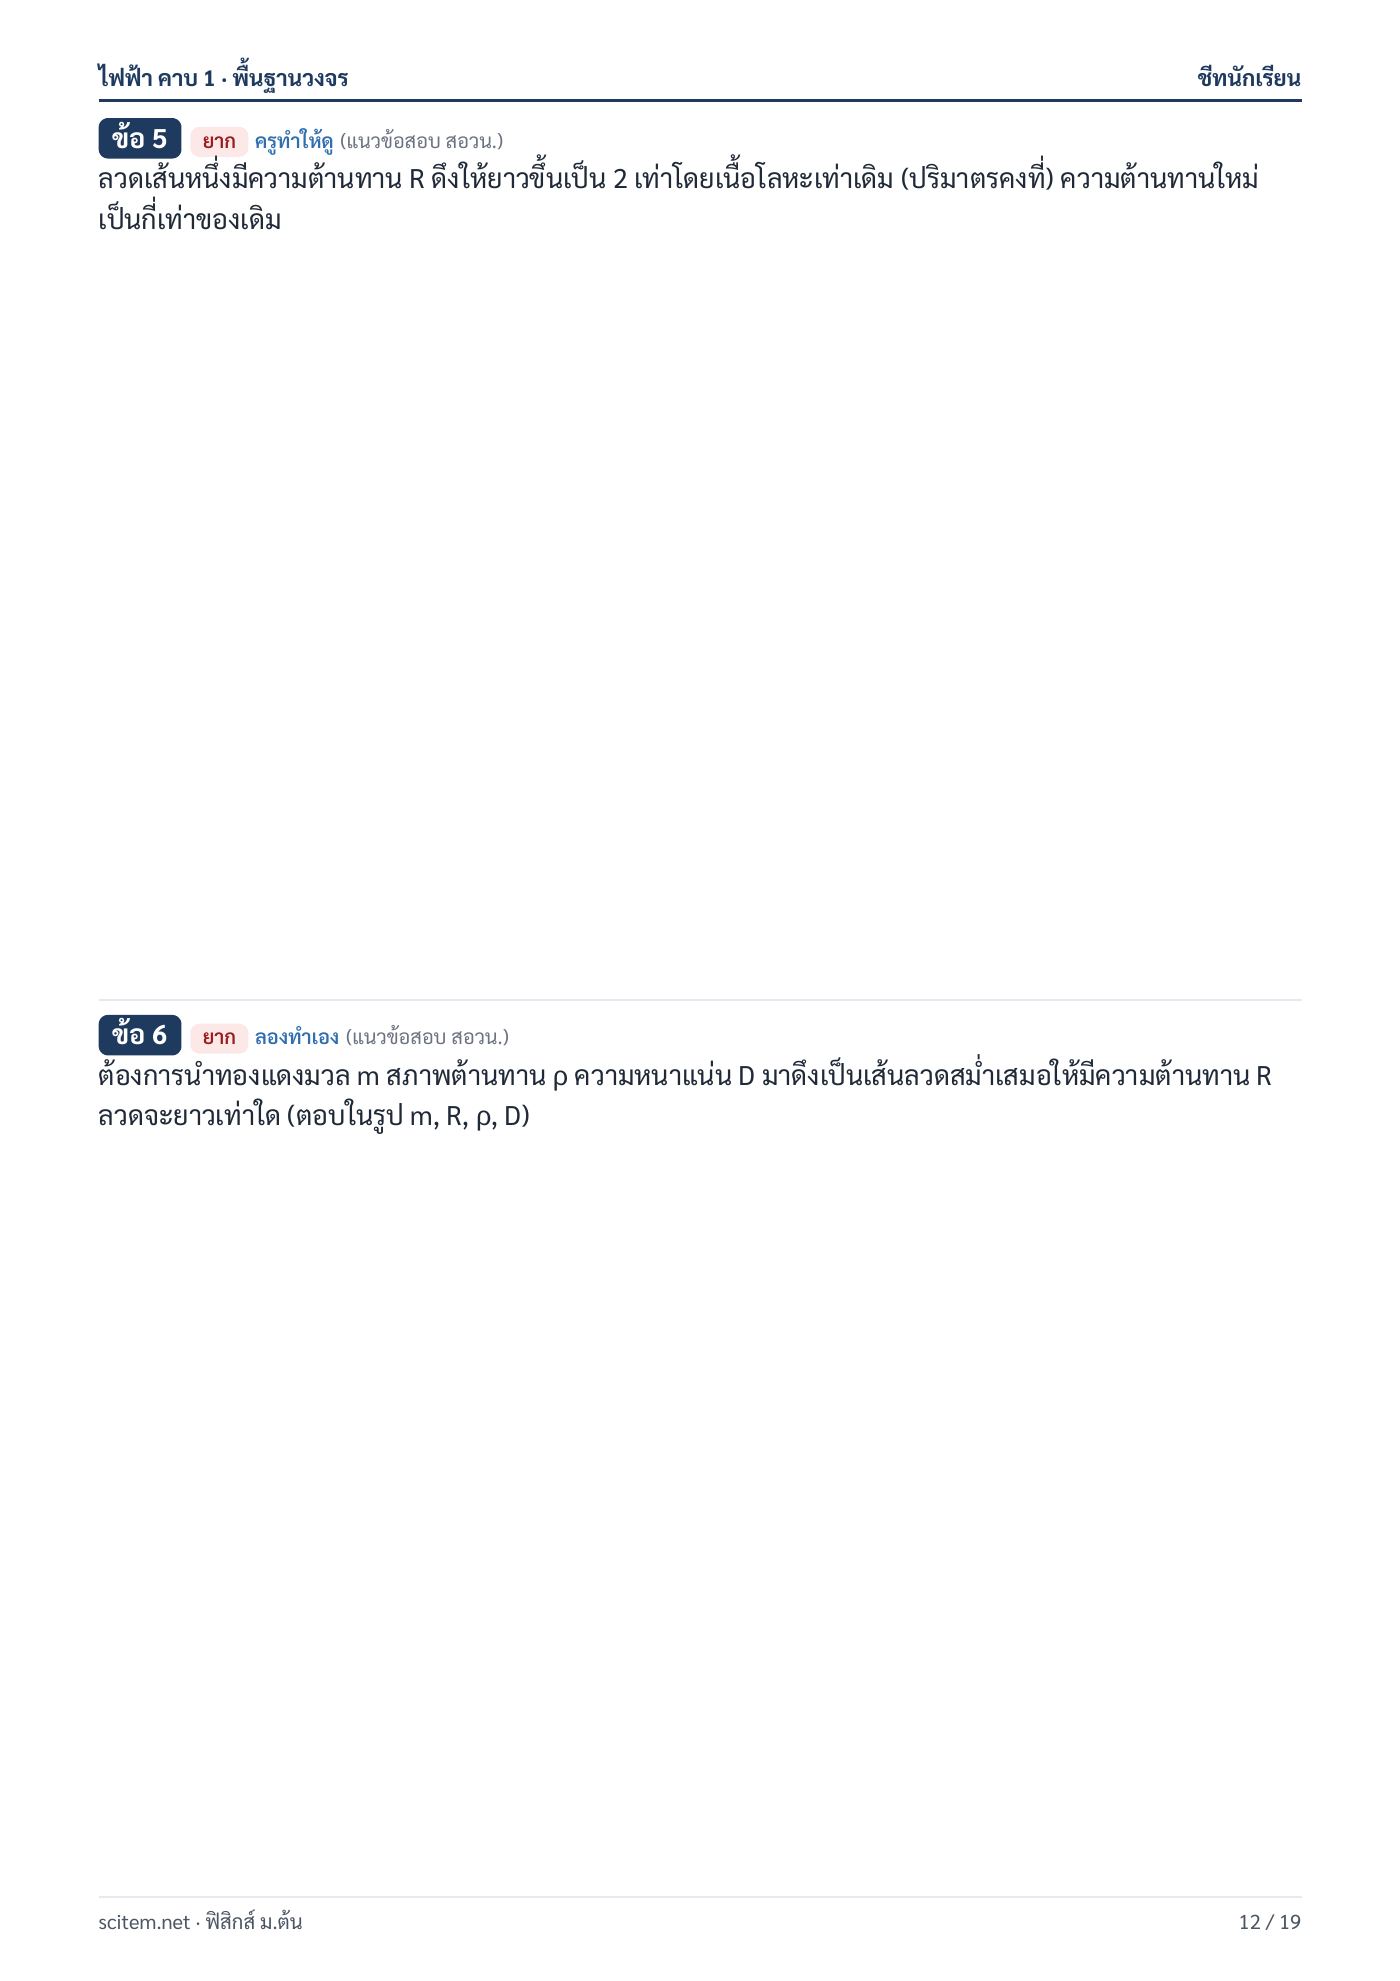 ไฟฟ้า คาบ 1 · พื้นฐานวงจร
ชีทนักเรียน
ข้อ 5 ยาก ครูทำให้ดู (แนวข้อสอบ สอวน.)
ลวดเส้นหนึ่งมีความต้านทาน R ดึงให้ยาวขึ้นเป็น 2 เท่าโดยเนื้อโลหะเท่าเดิม (ปริมาตรคงที่) ความต้านทานใหม่
เป็นกี่เท่าของเดิม
ข้อ 6 ยาก ลองทำเอง (แนวข้อสอบ สอวน.)
ต้องการนำทองแดงมวล m สภาพต้านทาน ρ ความหนาแน่น D มาดึงเป็นเส้นลวดสม่ำเสมอให้มีความต้านทาน R
ลวดจะยาวเท่าใด (ตอบในรูป m, R, ρ, D)
scitem.net · ฟิสิกส์ ม.ต้น
12 / 19